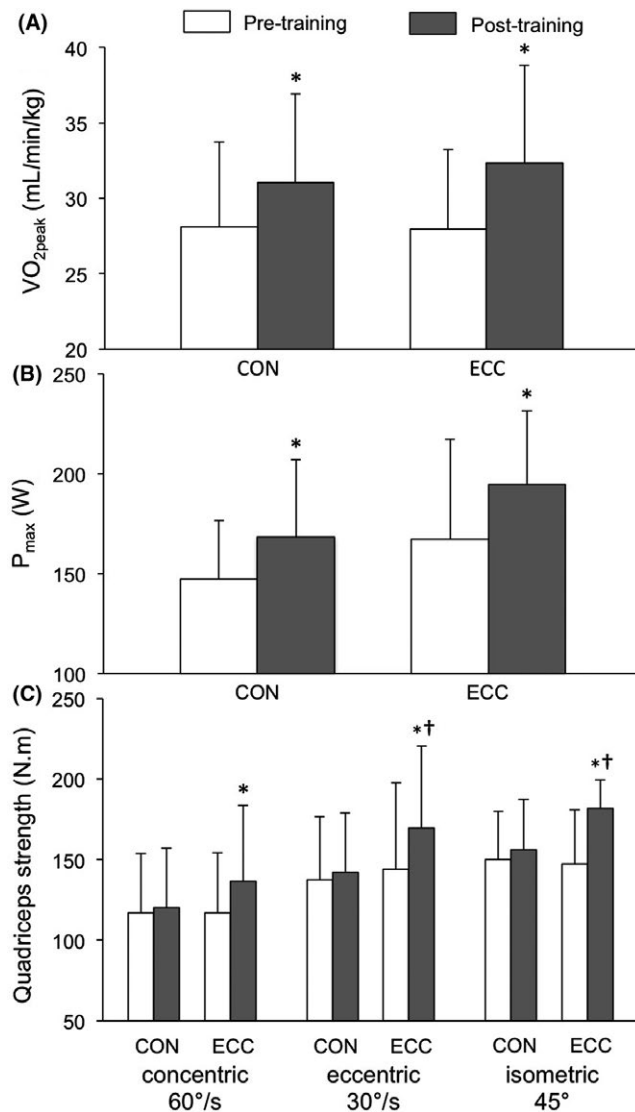 (A)
Pre-training Post-training
VO2peak (mL/min/kg)
40
35
30
25
20
* *
CON ECC
(B)
Pmax (W)
250
200
150
100
* *
CON ECC
(C)
Quadriceps strength (N.m)
250
200
150
100
50
* *† *†
CON ECC CON ECC CON ECC
concentric eccentric isometric
60°/s 30°/s 45°